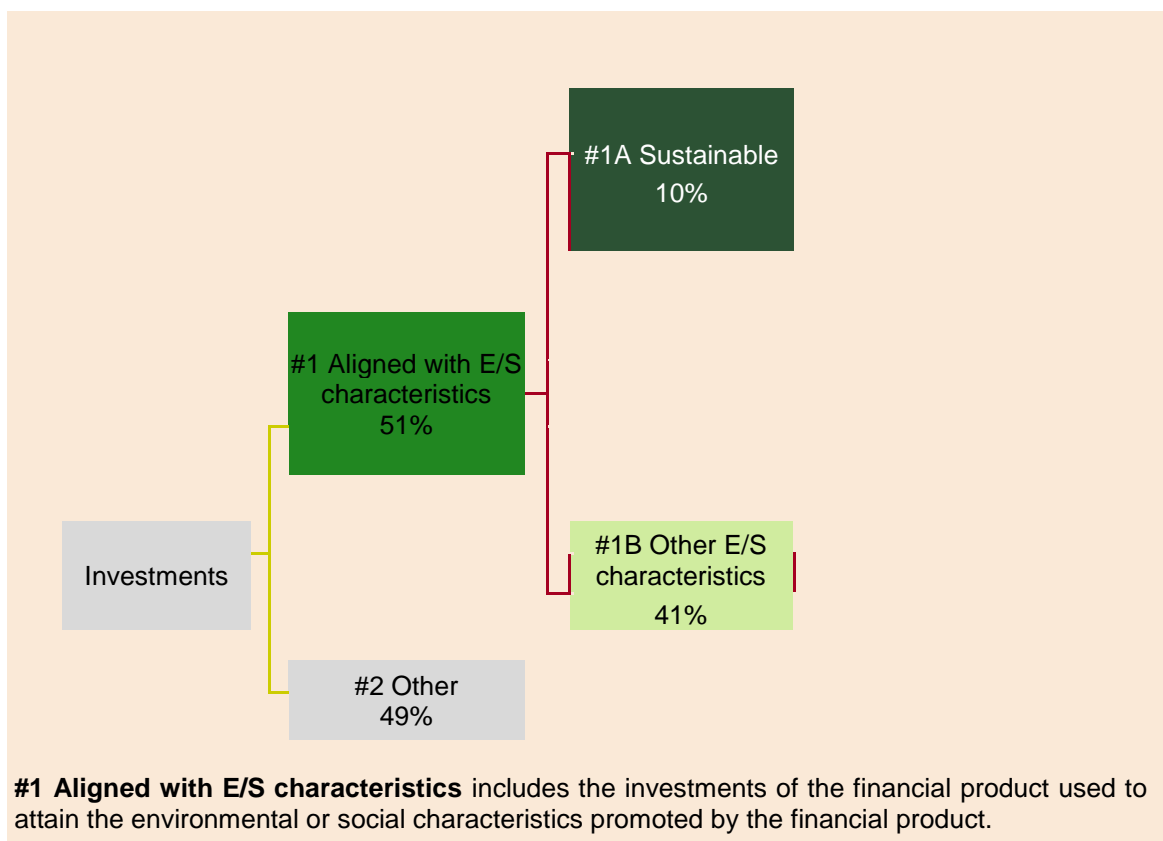 #1A Sustainable
10%
#1 Aligned with E/S
characteristics
51%
Investments
#1B Other E/S
characteristics
41%
#2 Other
49%
#1 Aligned with E/S characteristics includes the investments of the financial product used to
attain the environmental or social characteristics promoted by the financial product.